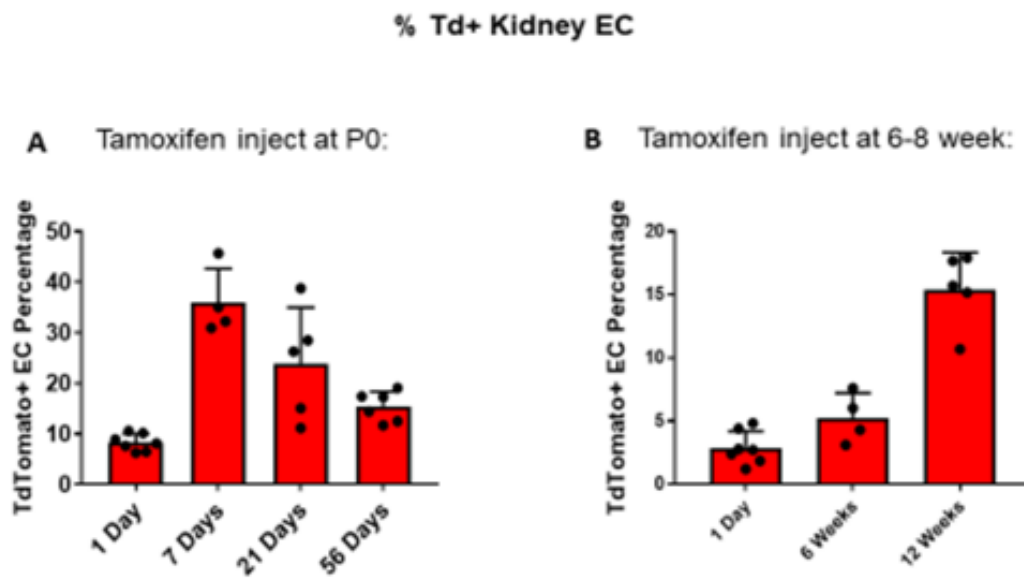 % Td+ Kidney EC
A Tamoxifen inject at P0:
TdTomato+ EC Percentage
50
40
30
20
10
0
1 Day
7 Days
21 Days
56 Days
B Tamoxifen inject at 6-8 week:
TdTomato+ EC Percentage
20
15
10
5
0
1 Day
6 Weeks
12 Weeks